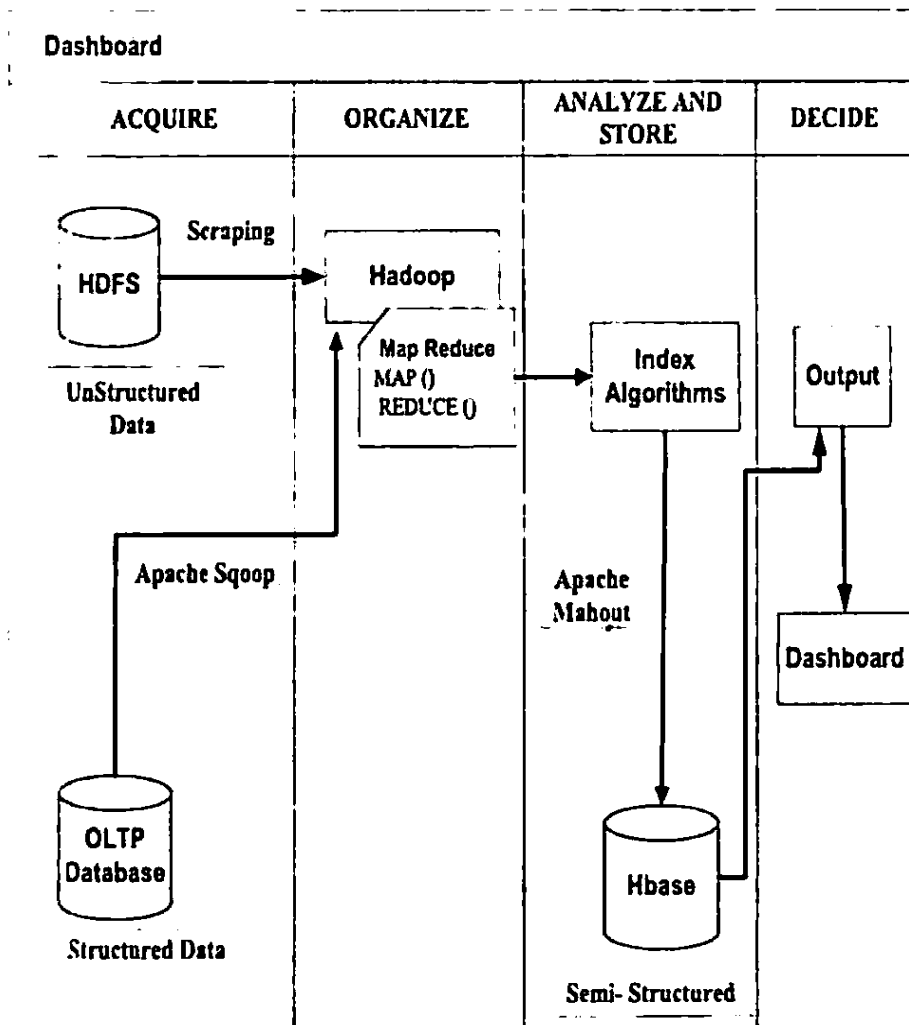 Dashboard
ACQUIRE
ORGANIZE
ANALYZE AND
STORE
DECIDE
HDFS
Scraping
UnStructured
Data
Hadoop
Map Reduce
MAP ()
REDUCE ()
Index
Algorithms
Output
Apache Sqoop
Apache
Mahout
Dashboard
OLTP
Database
Structured Data
Hbase
Semi- Structured